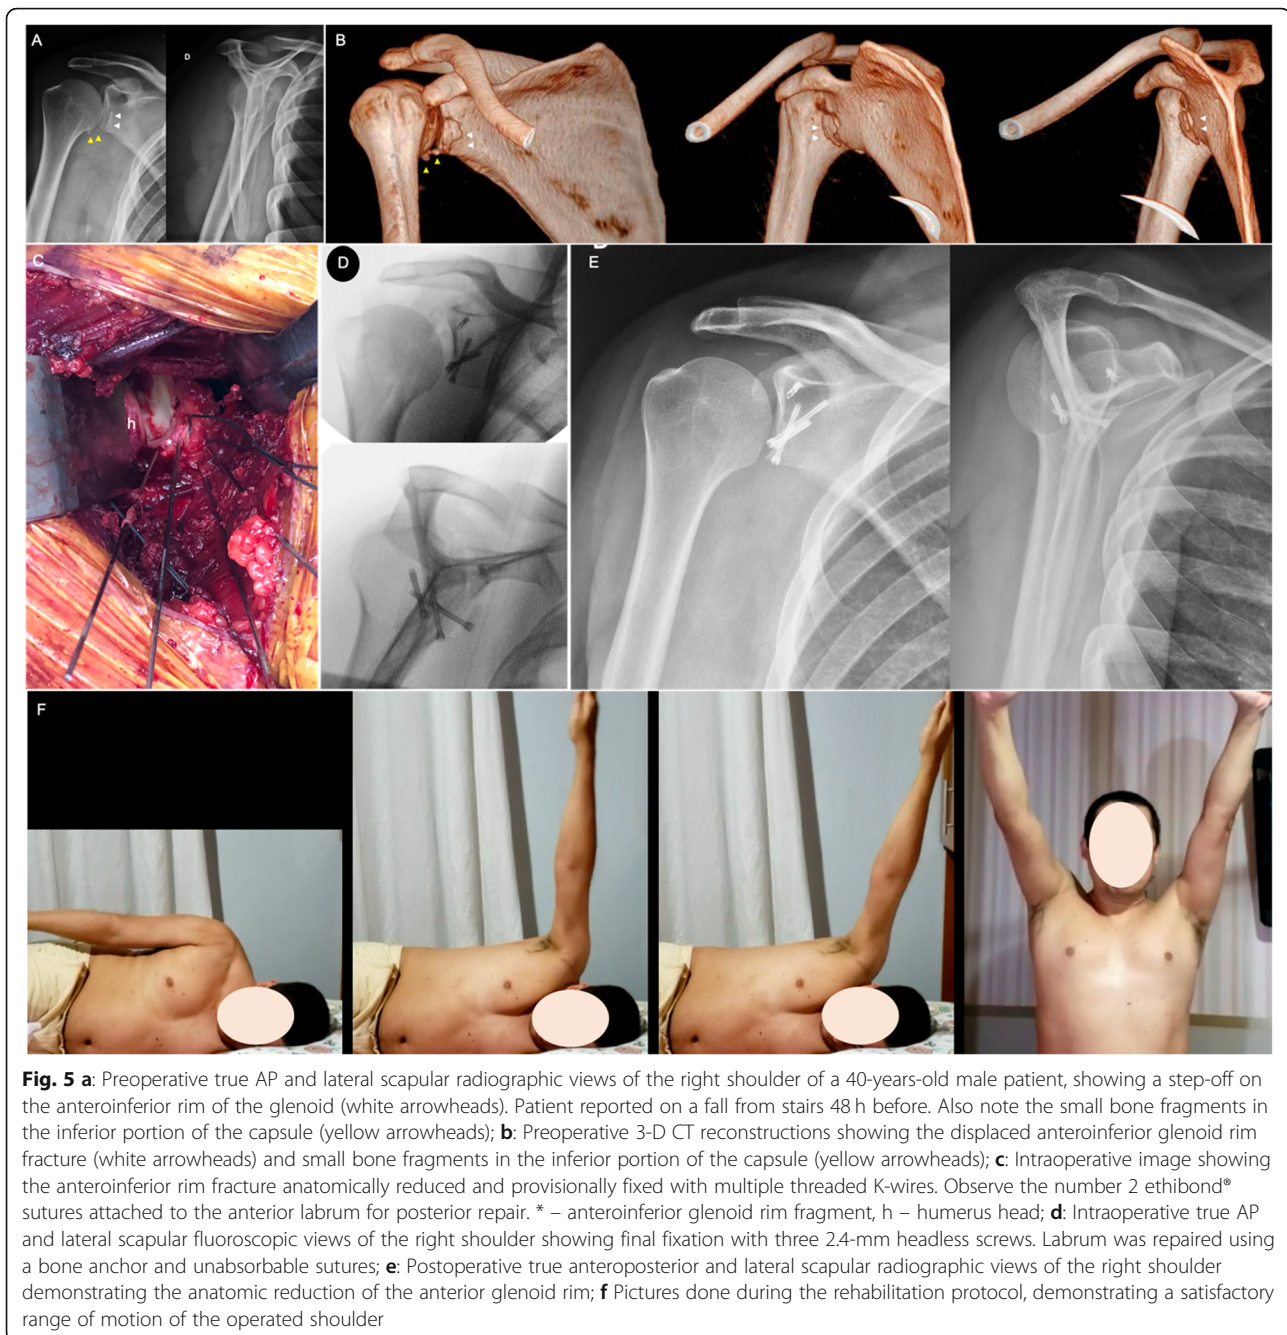 A
D
B
C
h
*
D
E
F
Fig. 5 a: Preoperative true AP and lateral scapular radiographic views of the right shoulder of a 40-years-old male patient, showing a step-off on
the anteroinferior rim of the glenoid (white arrowheads). Patient reported on a fall from stairs 48 h before. Also note the small bone fragments in
the inferior portion of the capsule (yellow arrowheads); b: Preoperative 3-D CT reconstructions showing the displaced anteroinferior glenoid rim
fracture (white arrowheads) and small bone fragments in the inferior portion of the capsule (yellow arrowheads); c: Intraoperative image showing
the anteroinferior rim fracture anatomically reduced and provisionally fixed with multiple threaded K-wires. Observe the number 2 ethibond®
sutures attached to the anterior labrum for posterior repair. * – anteroinferior glenoid rim fragment, h – humerus head; d: Intraoperative true AP
and lateral scapular fluoroscopic views of the right shoulder showing final fixation with three 2.4-mm headless screws. Labrum was repaired using
a bone anchor and unabsorbable sutures; e: Postoperative true anteroposterior and lateral scapular radiographic views of the right shoulder
demonstrating the anatomic reduction of the anterior glenoid rim; f Pictures done during the rehabilitation protocol, demonstrating a satisfactory
range of motion of the operated shoulder